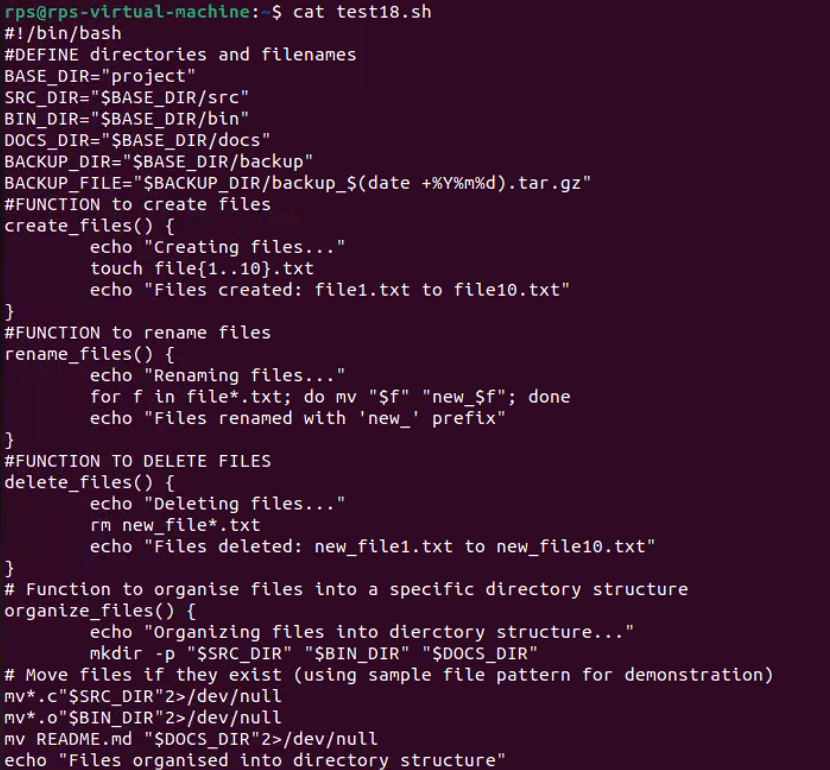 rps@rps-virtual-machine:~$ cat test18.sh
#!/bin/bash
#DEFINE directories and filenames
BASE_DIR="project"
SRC_DIR="$BASE_DIR/src"
BIN_DIR="$BASE_DIR/bin"
DOCS_DIR="$BASE_DIR/docs"
BACKUP_DIR="$BASE_DIR/backup"
BACKUP_FILE="$BACKUP_DIR/backup_$(date +%Y%m%d).tar.gz"
#FUNCTION to create files
create_files() {
        echo "Creating files..."
        touch file{1..10}.txt
        echo "Files created: file1.txt to file10.txt"
}
#FUNCTION to rename files
rename_files() {
        echo "Renaming files..."
        for f in file*.txt; do mv "$f" "new_$f"; done
        echo "Files renamed with 'new_' prefix"
}
#FUNCTION TO DELETE FILES
delete_files() {
        echo "Deleting files..."
        rm new_file*.txt
        echo "Files deleted: new_file1.txt to new_file10.txt"
}
# Function to organise files into a specific directory structure
organize_files() {
        echo "Organizing files into dierctory structure..."
        mkdir -p "$SRC_DIR" "$BIN_DIR" "$DOCS_DIR"
# Move files if they exist (using sample file pattern for demonstration)
mv*.c"$SRC_DIR"2>/dev/null
mv*.o"$BIN_DIR"2>/dev/null
mv README.md "$DOCS_DIR"2>/dev/null
echo "Files organised into directory structure"